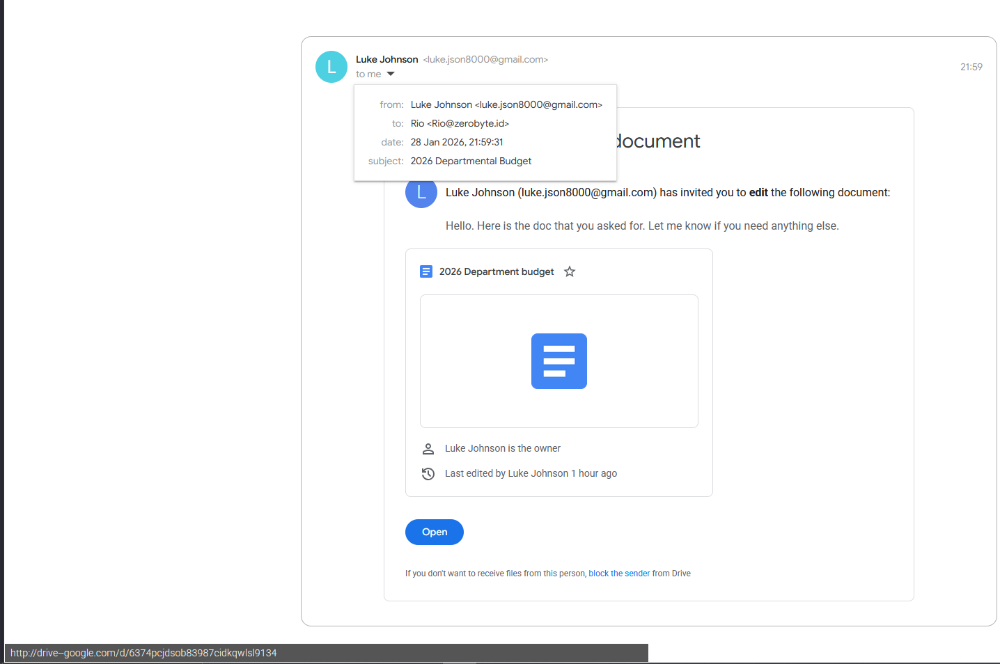 L
Luke Johnson <luke.json8000@gmail.com>
21:59
to me
from: Luke Johnson <luke.json8000@gmail.com>
to: Rio <Rio@zerobyte.id>
date: 28 Jan 2026, 21:59:31
subject: 2026 Departmental Budget
document
L
Luke Johnson (luke.json8000@gmail.com) has invited you to edit the following document:
Hello. Here is the doc that you asked for. Let me know if you need anything else.
2026 Department budget
Luke Johnson is the owner
Last edited by Luke Johnson 1 hour ago
Open
If you don't want to receive files from this person, block the sender from Drive
http://drive--google.com/d/6374pcjdsob83987cidkqwlsl9134